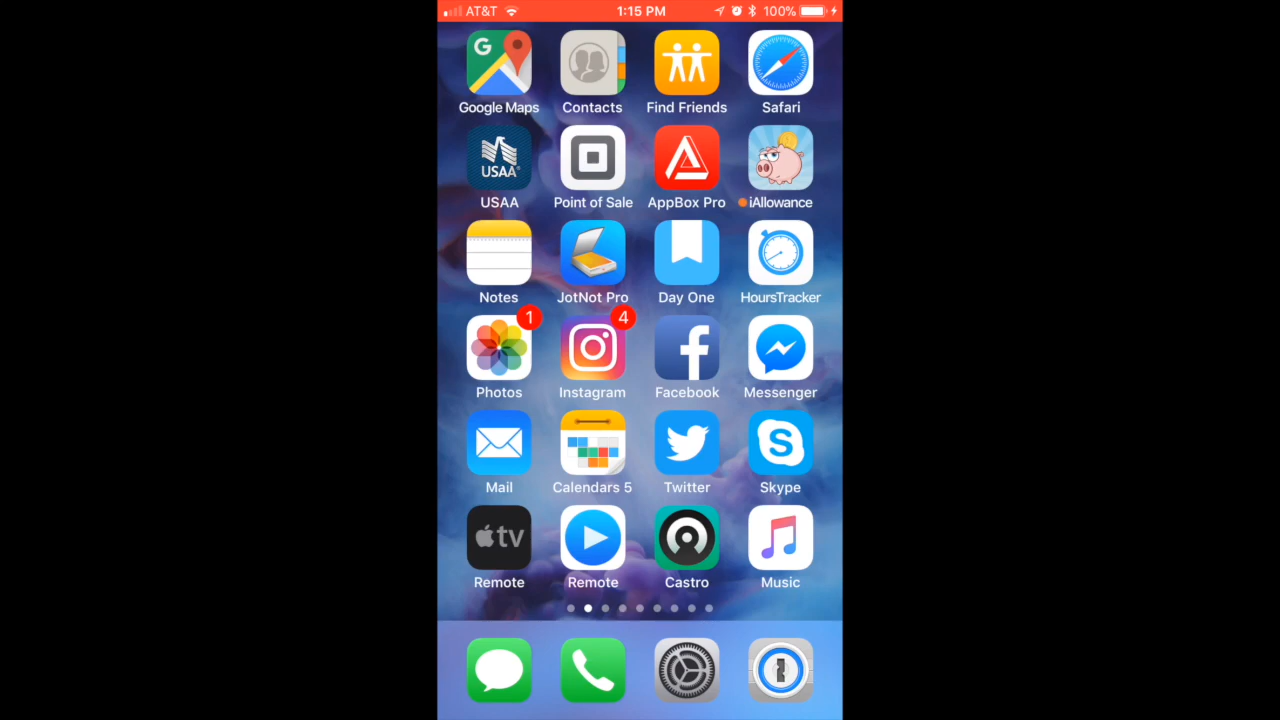 AT&T 1:15 PM 100%
G
Google Maps Contacts Find Friends Safari
USAA
USAA Point of Sale AppBox Pro iAllowance
Notes JotNot Pro Day One HoursTracker
1 4
Photos Instagram Facebook Messenger
Mail Calendars 5 Twitter Skype
tv
Remote Remote Castro Music